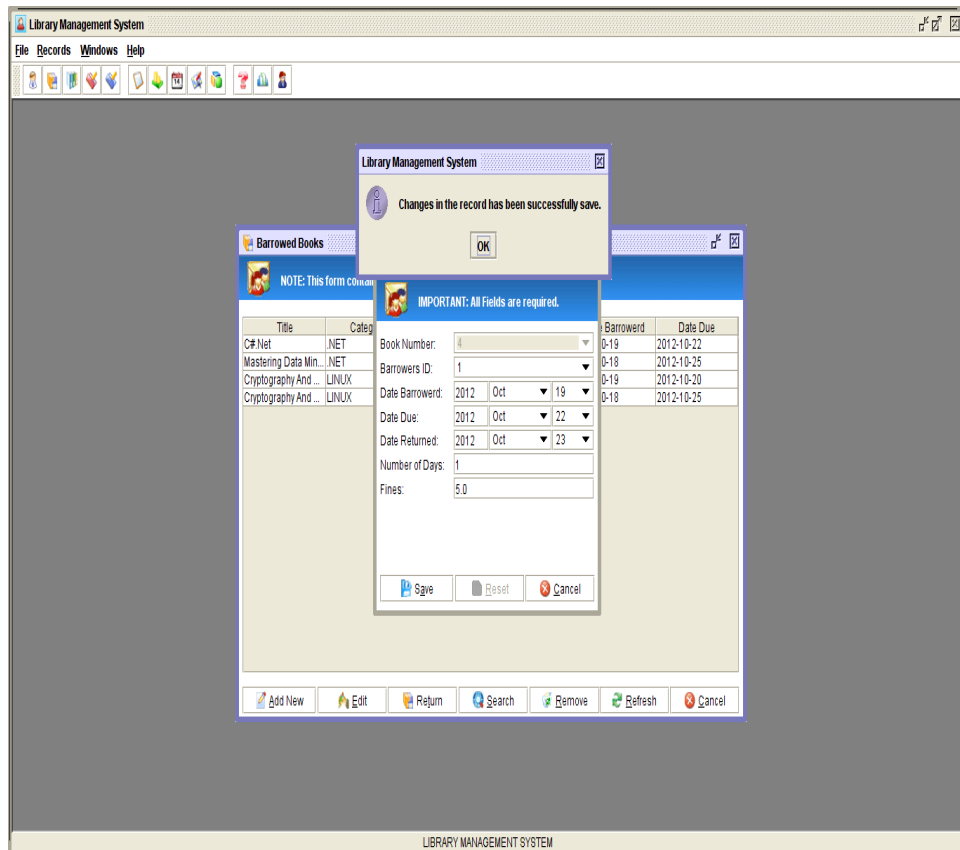 Library Management System
File Records Windows Help
Library Management System
Changes in the record has been successfully save.
OK
Barrowed Books
NOTE: This form
IMPORTANT: All Fields are required.
Title Date Due
C#.Net .NET 0-19 2012-10-22
Mastering Data Min... .NET 0-18 2012-10-25
Cryptography And ... LINUX 0-19 2012-10-20
Cryptography And ... LINUX 0-18 2012-10-25
Barrowerd
Categ
Book Number: 4
Barrowers ID: 1
Date Barrowerd: 2012 Oct 19
Date Due: 2012 Oct 22
Date Returned: 2012 Oct 23
Number of Days: 1
Fines: 5.0
Save Reset Cancel
Add New Edit Return Search Remove Refresh Cancel
LIBRARY MANAGEMENT SYSTEM